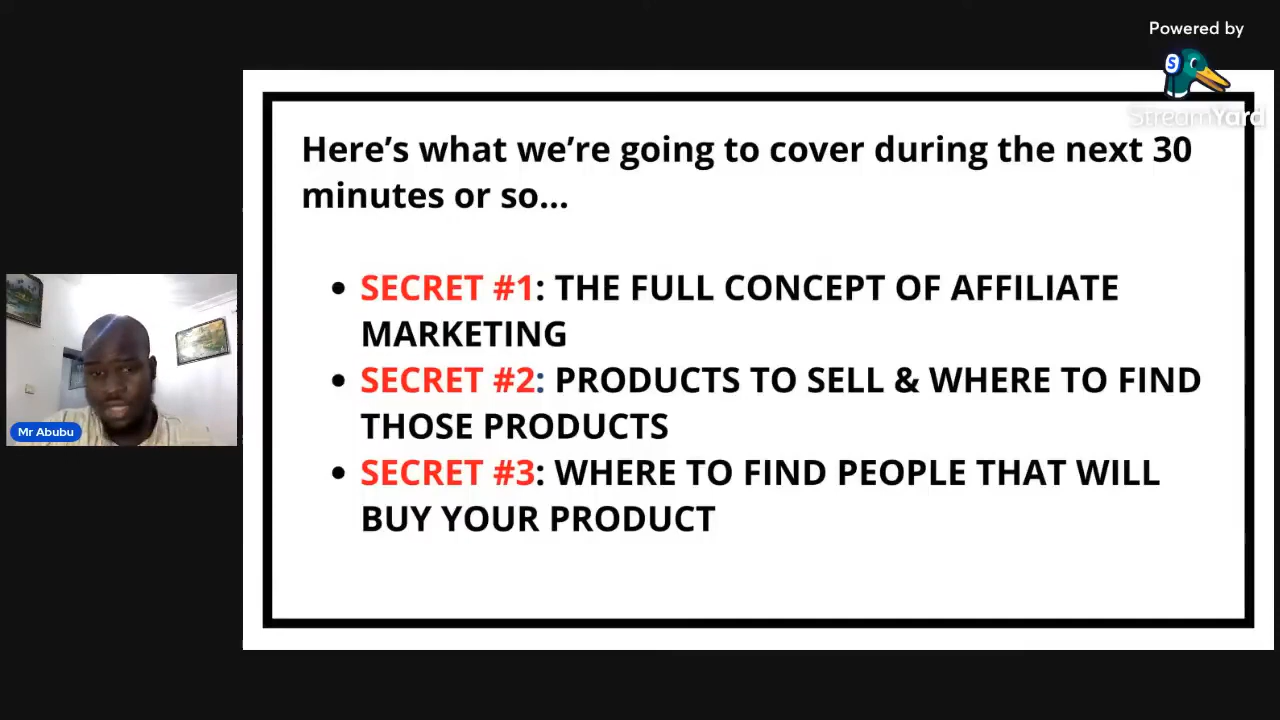 Powered by
StreamYard
Here's what we're going to cover during the next 30
minutes or so...
• SECRET #1: THE FULL CONCEPT OF AFFILIATE
MARKETING
• SECRET #2: PRODUCTS TO SELL & WHERE TO FIND
THOSE PRODUCTS
• SECRET #3: WHERE TO FIND PEOPLE THAT WILL
BUY YOUR PRODUCT
Mr Abubu